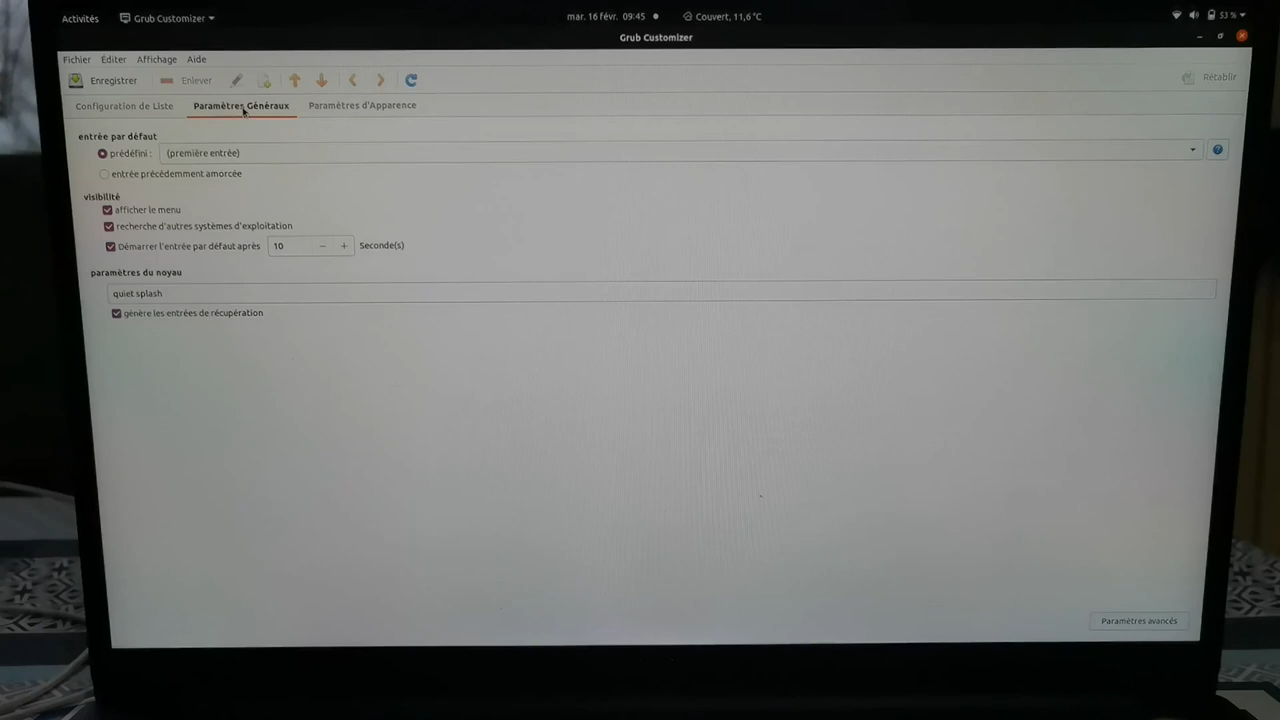 Activités Grub Customizer mar. 16 févr. 09:45 Couvert, 11,6 °C 53 %
Grub Customizer
Fichier Éditer Affichage Aide
Enregistrer Enlever Rétablir
Configuration de Liste Paramètres Généraux Paramètres d'Apparence
entrée par défaut
prédéfini : (première entrée)
entrée précédemment amorcée
visibilité
afficher le menu
recherche d'autres systèmes d'exploitation
Démarrer l'entrée par défaut après 10 − + Seconde(s)
paramètres du noyau
quiet splash
génère les entrées de récupération
Paramètres avancés